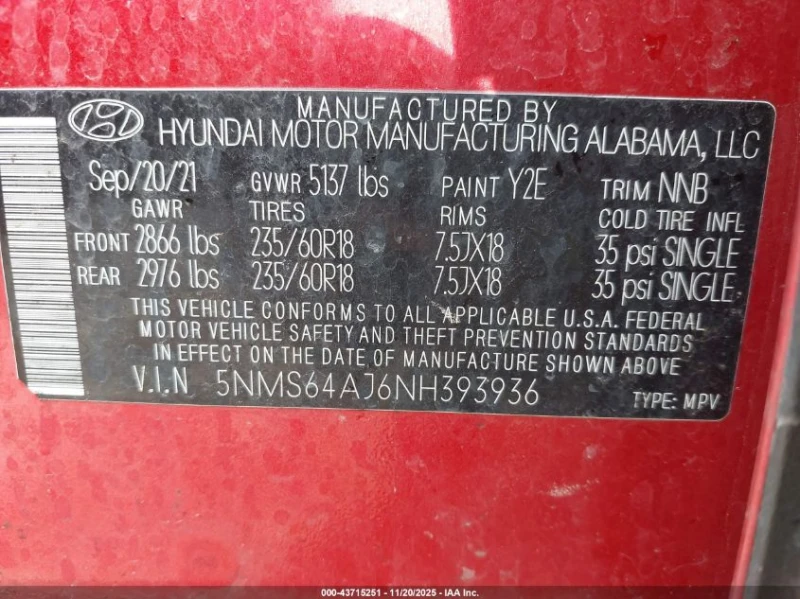 MANUFACTURED BY
HYUNDAI MOTOR MANUFACTURING ALABAMA, LLC
Sep/20/21 GVWR 5137 lbs PAINT Y2E TRIM NNB
GAWR TIRES RIMS COLD TIRE INFL
FRONT 2866 lbs 235/60R18 7.5JX18 35 psi SINGLE
REAR 2976 lbs 235/60R18 7.5JX18 35 psi SINGLE
THIS VEHICLE CONFORMS TO ALL APPLICABLE U.S.A. FEDERAL
MOTOR VEHICLE SAFETY AND THEFT PREVENTION STANDARDS
IN EFFECT ON THE DATE OF MANUFACTURE SHOWN ABOVE
V.I.N 5NMS64AJ6NH393936 TYPE: MPV
000-43715251 - 11/20/2025 - IAA Inc.